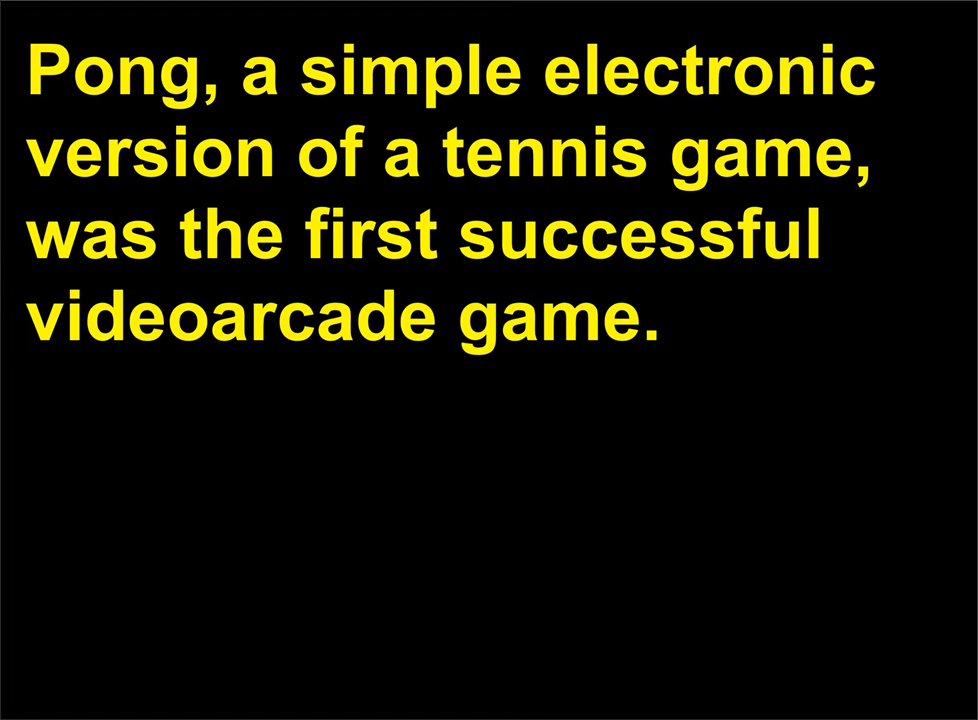 Pong, a simple electronic
version of a tennis game,
was the first successful
videoarcade game.